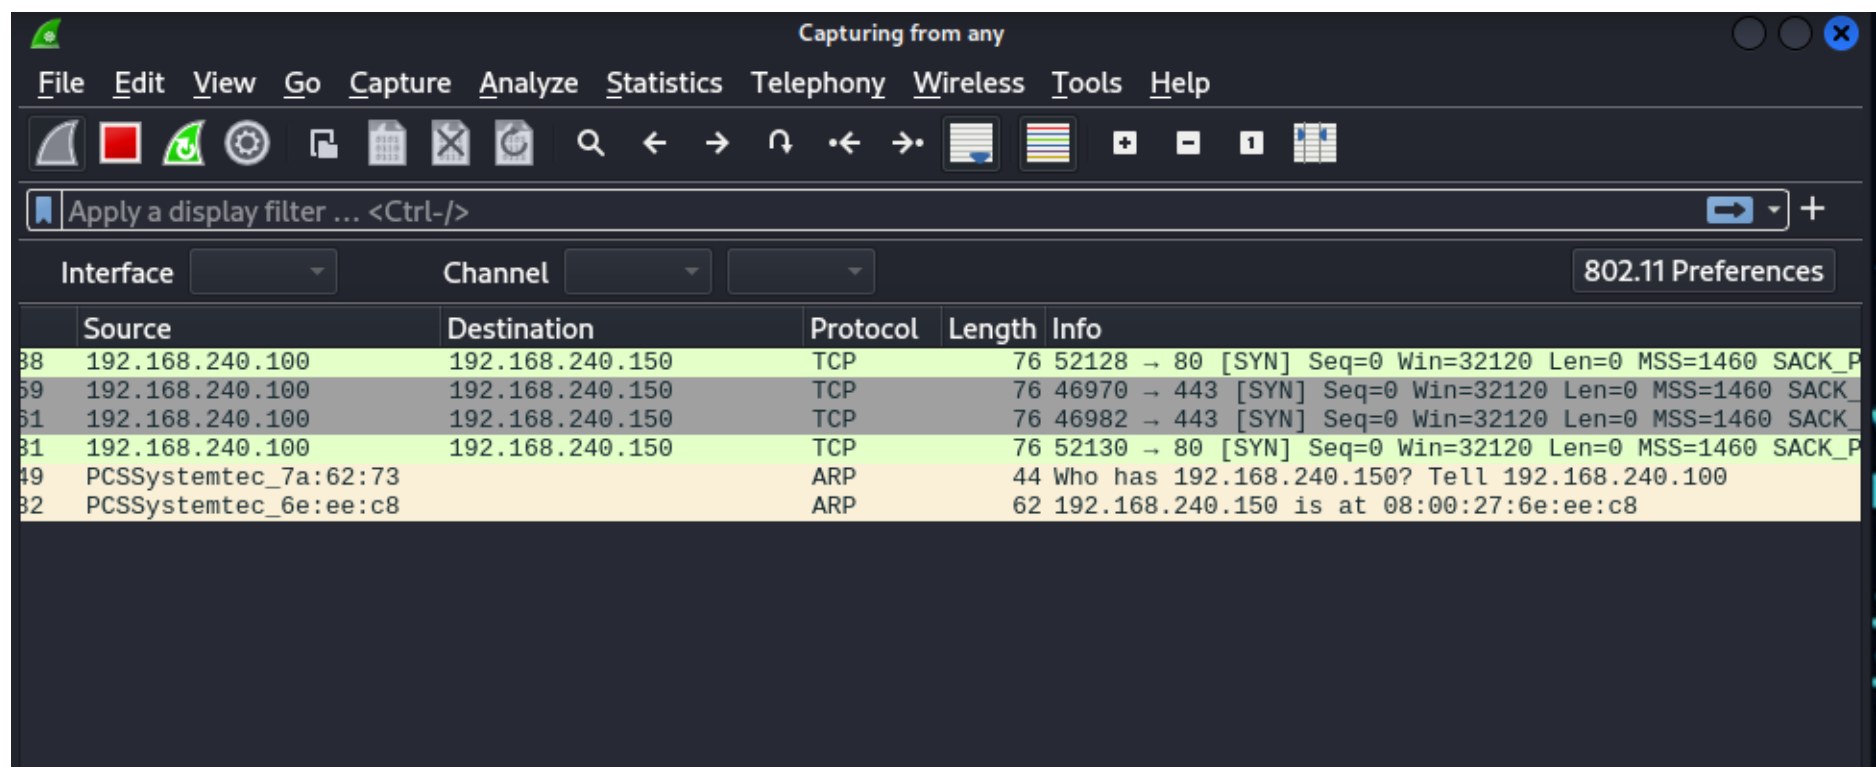 Capturing from any
File Edit View Go Capture Analyze Statistics Telephony Wireless Tools Help
Apply a display filter … <Ctrl-/>
Interface Channel 802.11 Preferences
Source Destination Protocol Length Info
38 192.168.240.100 192.168.240.150 TCP 76 52128 → 80 [SYN] Seq=0 Win=32120 Len=0 MSS=1460 SACK_P
59 192.168.240.100 192.168.240.150 TCP 76 46970 → 443 [SYN] Seq=0 Win=32120 Len=0 MSS=1460 SACK_
61 192.168.240.100 192.168.240.150 TCP 76 46982 → 443 [SYN] Seq=0 Win=32120 Len=0 MSS=1460 SACK_
192.168.240.100 192.168.240.150 TCP 76 52130 → 80 [SYN] Seq=0 Win=32120 Len=0 MSS=1460 SACK_P
49 PCSSystemtec_7a:62:73 ARP 44 Who has 192.168.240.150? Tell 192.168.240.100
PCSSystemtec_6e:ee:c8 ARP 62 192.168.240.150 is at 08:00:27:6e:ee:c8